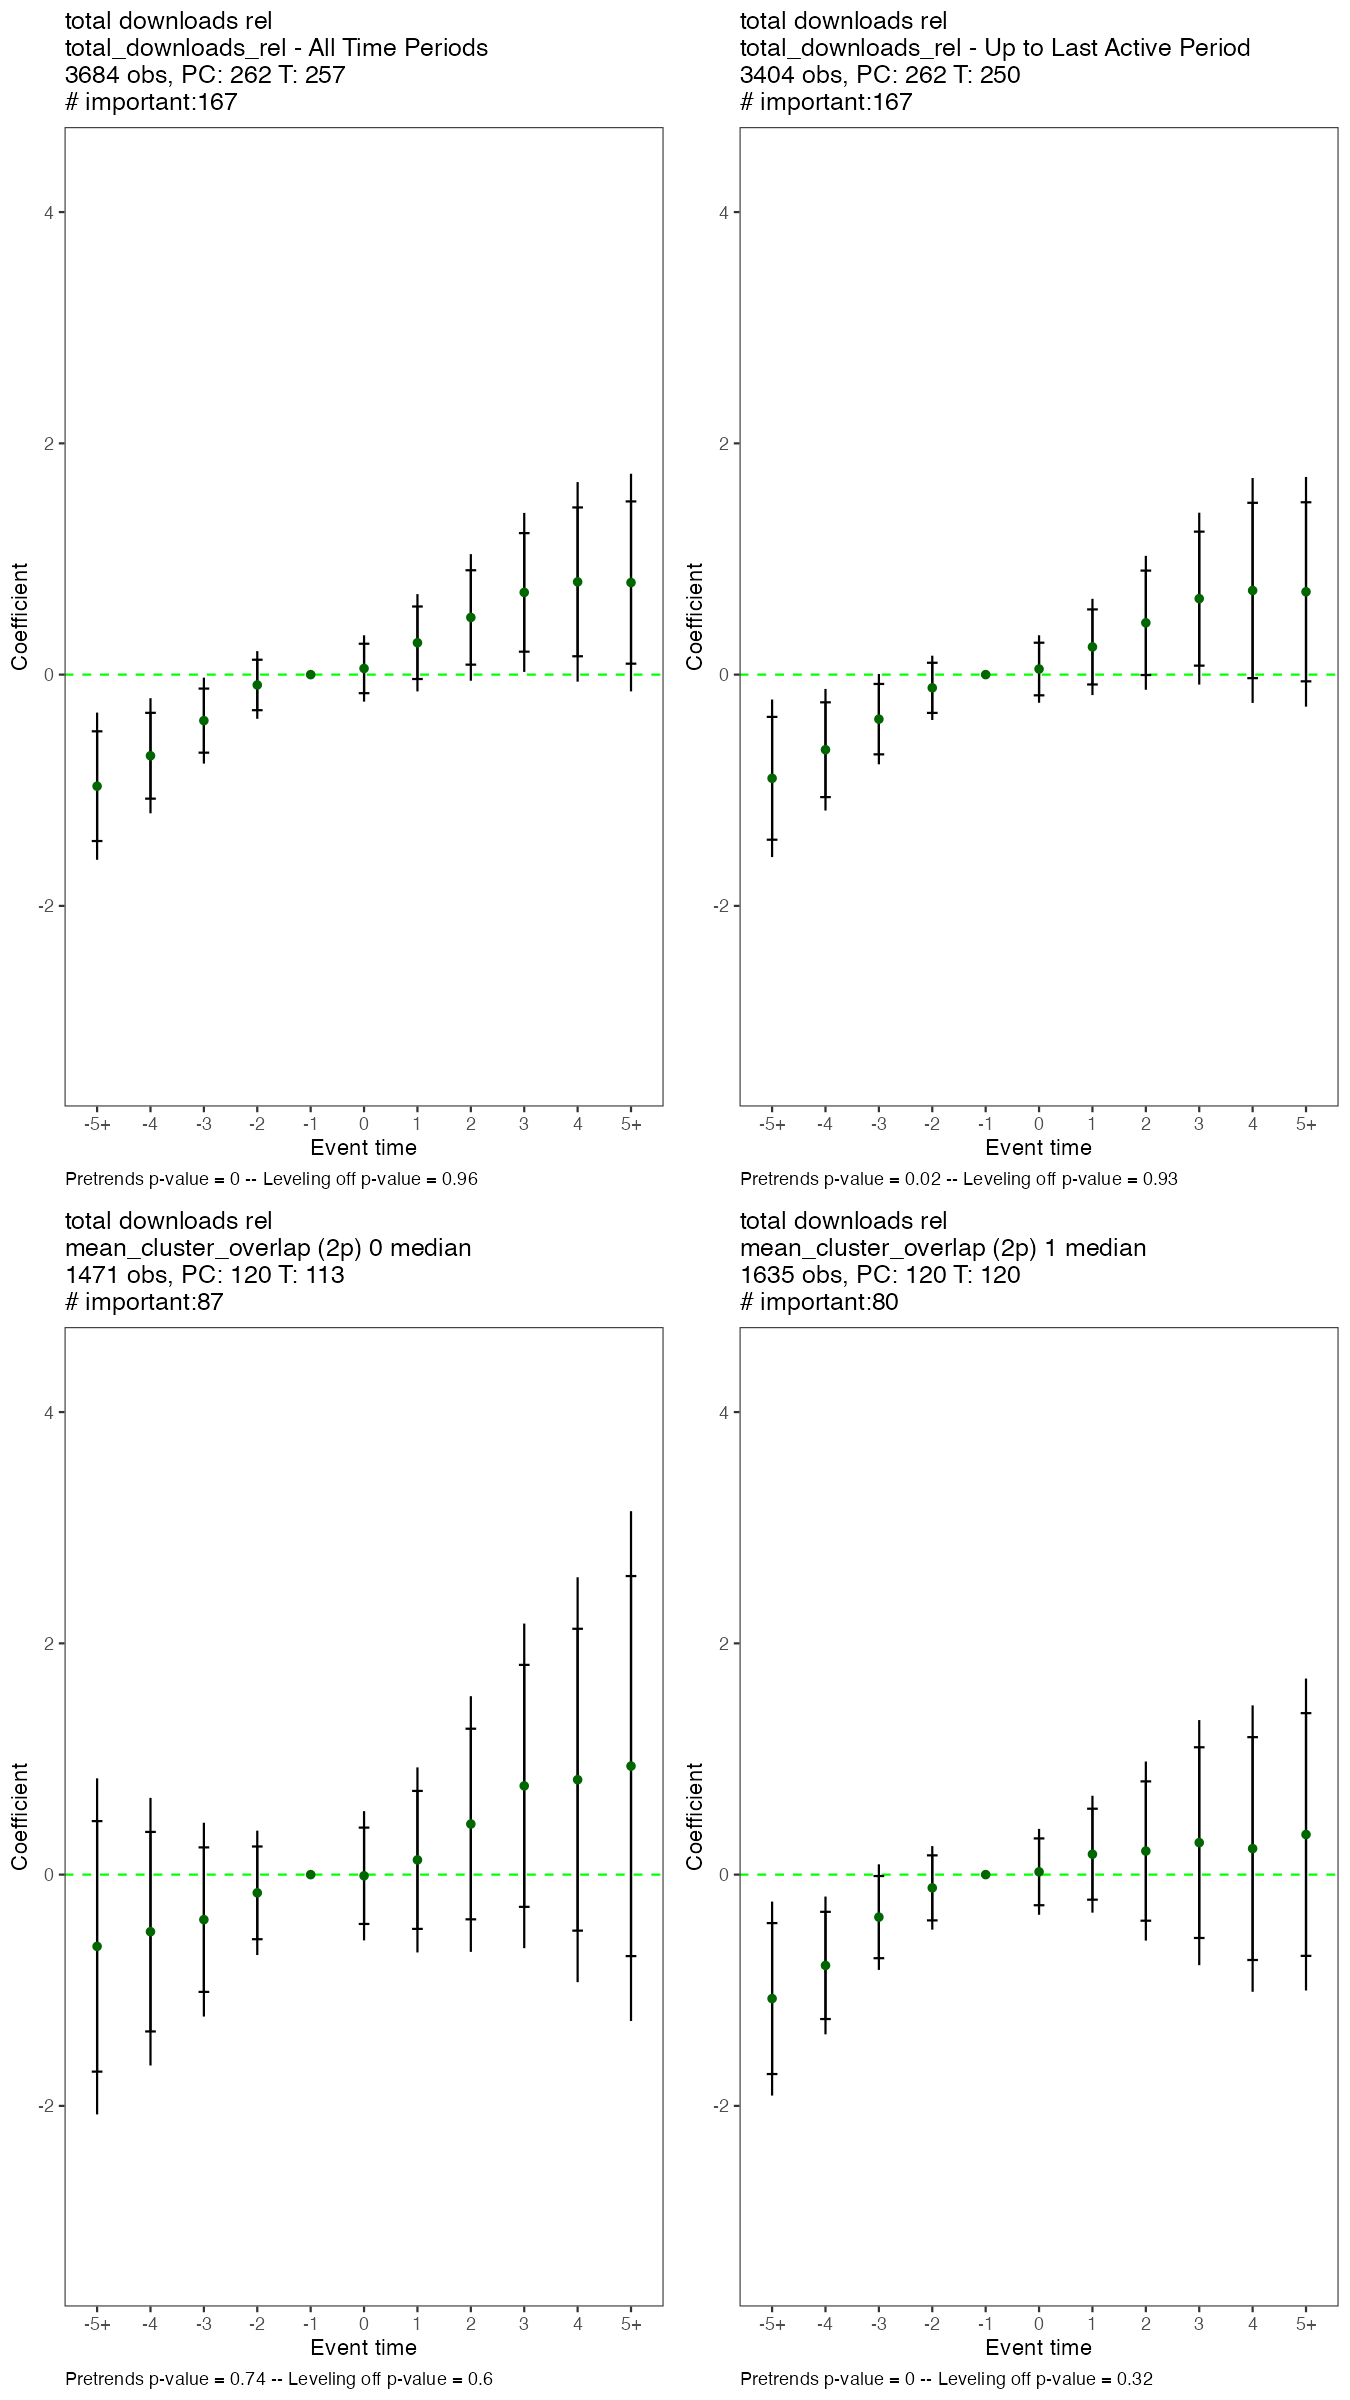 total downloads rel
total_downloads_rel - All Time Periods
3684 obs, PC: 262 T: 257
# important:167
4
2
0
-2
Coefficient
-5+ -4 -3 -2 -1 0 1 2 3 4 5+
Event time
Pretrends p-value = 0 -- Leveling off p-value = 0.96
total downloads rel
total_downloads_rel - Up to Last Active Period
3404 obs, PC: 262 T: 250
# important:167
4
2
0
-2
Coefficient
-5+ -4 -3 -2 -1 0 1 2 3 4 5+
Event time
Pretrends p-value = 0.02 -- Leveling off p-value = 0.93
total downloads rel
mean_cluster_overlap (2p) 0 median
1471 obs, PC: 120 T: 113
# important:87
4
2
0
-2
Coefficient
-5+ -4 -3 -2 -1 0 1 2 3 4 5+
Event time
Pretrends p-value = 0.74 -- Leveling off p-value = 0.6
total downloads rel
mean_cluster_overlap (2p) 1 median
1635 obs, PC: 120 T: 120
# important:80
4
2
0
-2
Coefficient
-5+ -4 -3 -2 -1 0 1 2 3 4 5+
Event time
Pretrends p-value = 0 -- Leveling off p-value = 0.32